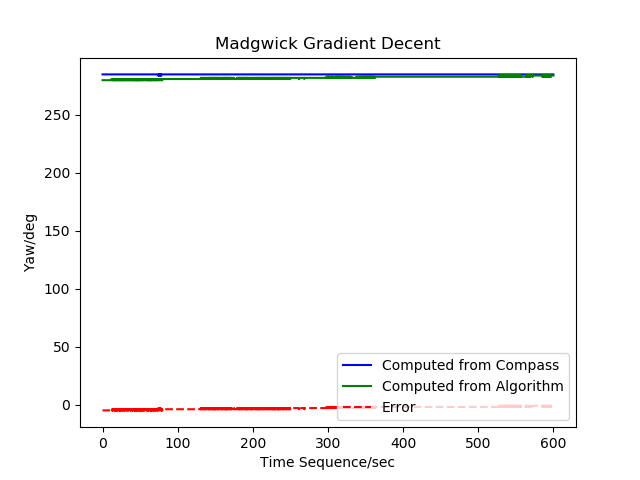 Madgwick Gradient Decent
Yaw/deg
250
200
150
100
50
0
0 100 200 300 400 500 600
Time Sequence/sec
Computed from Compass
Computed from Algorithm
Error